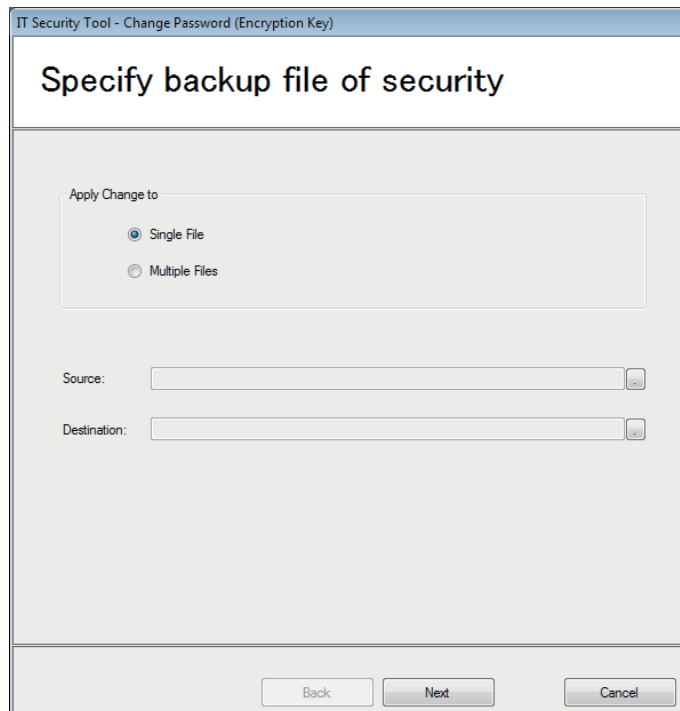 IT Security Tool - Change Password (Encryption Key)
Specify backup file of security
Apply Change to
Single File
Multiple Files
Source:
.
Destination:
.
Back Next Cancel